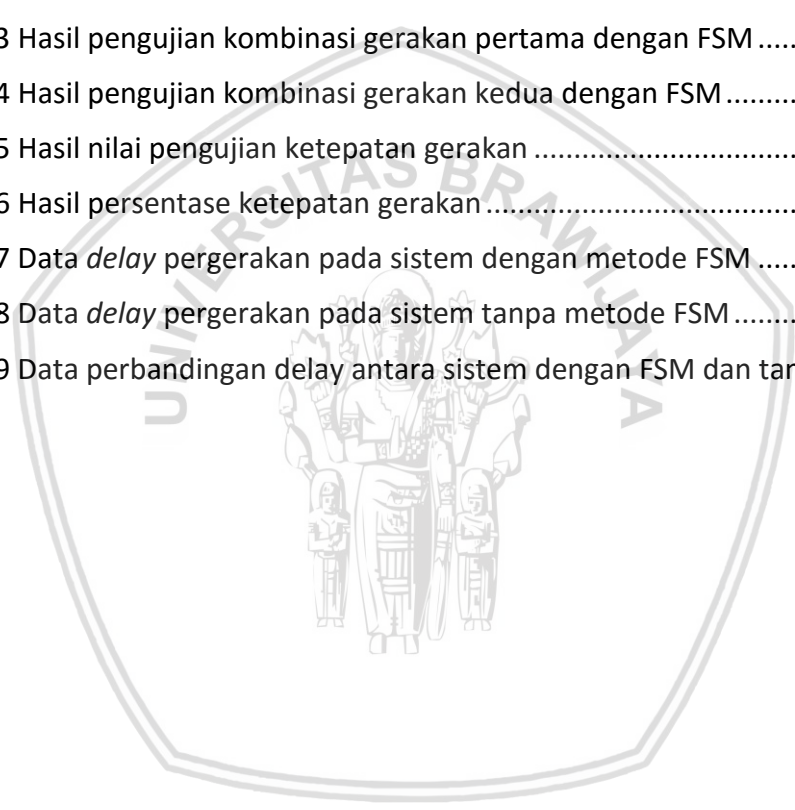 3 Hasil pengujian kombinasi gerakan pertama dengan FSM......
4 Hasil pengujian kombinasi gerakan kedua dengan FSM.........
5 Hasil nilai pengujian ketepatan gerakan ..................................
6 Hasil persentase ketepatan gerakan.......................................
7 Data delay pergerakan pada sistem dengan metode FSM ......
8 Data delay pergerakan pada sistem tanpa metode FSM.........
9 Data perbandingan delay antara sistem dengan FSM dan
UNIVERSITAS BRAWIJAYA